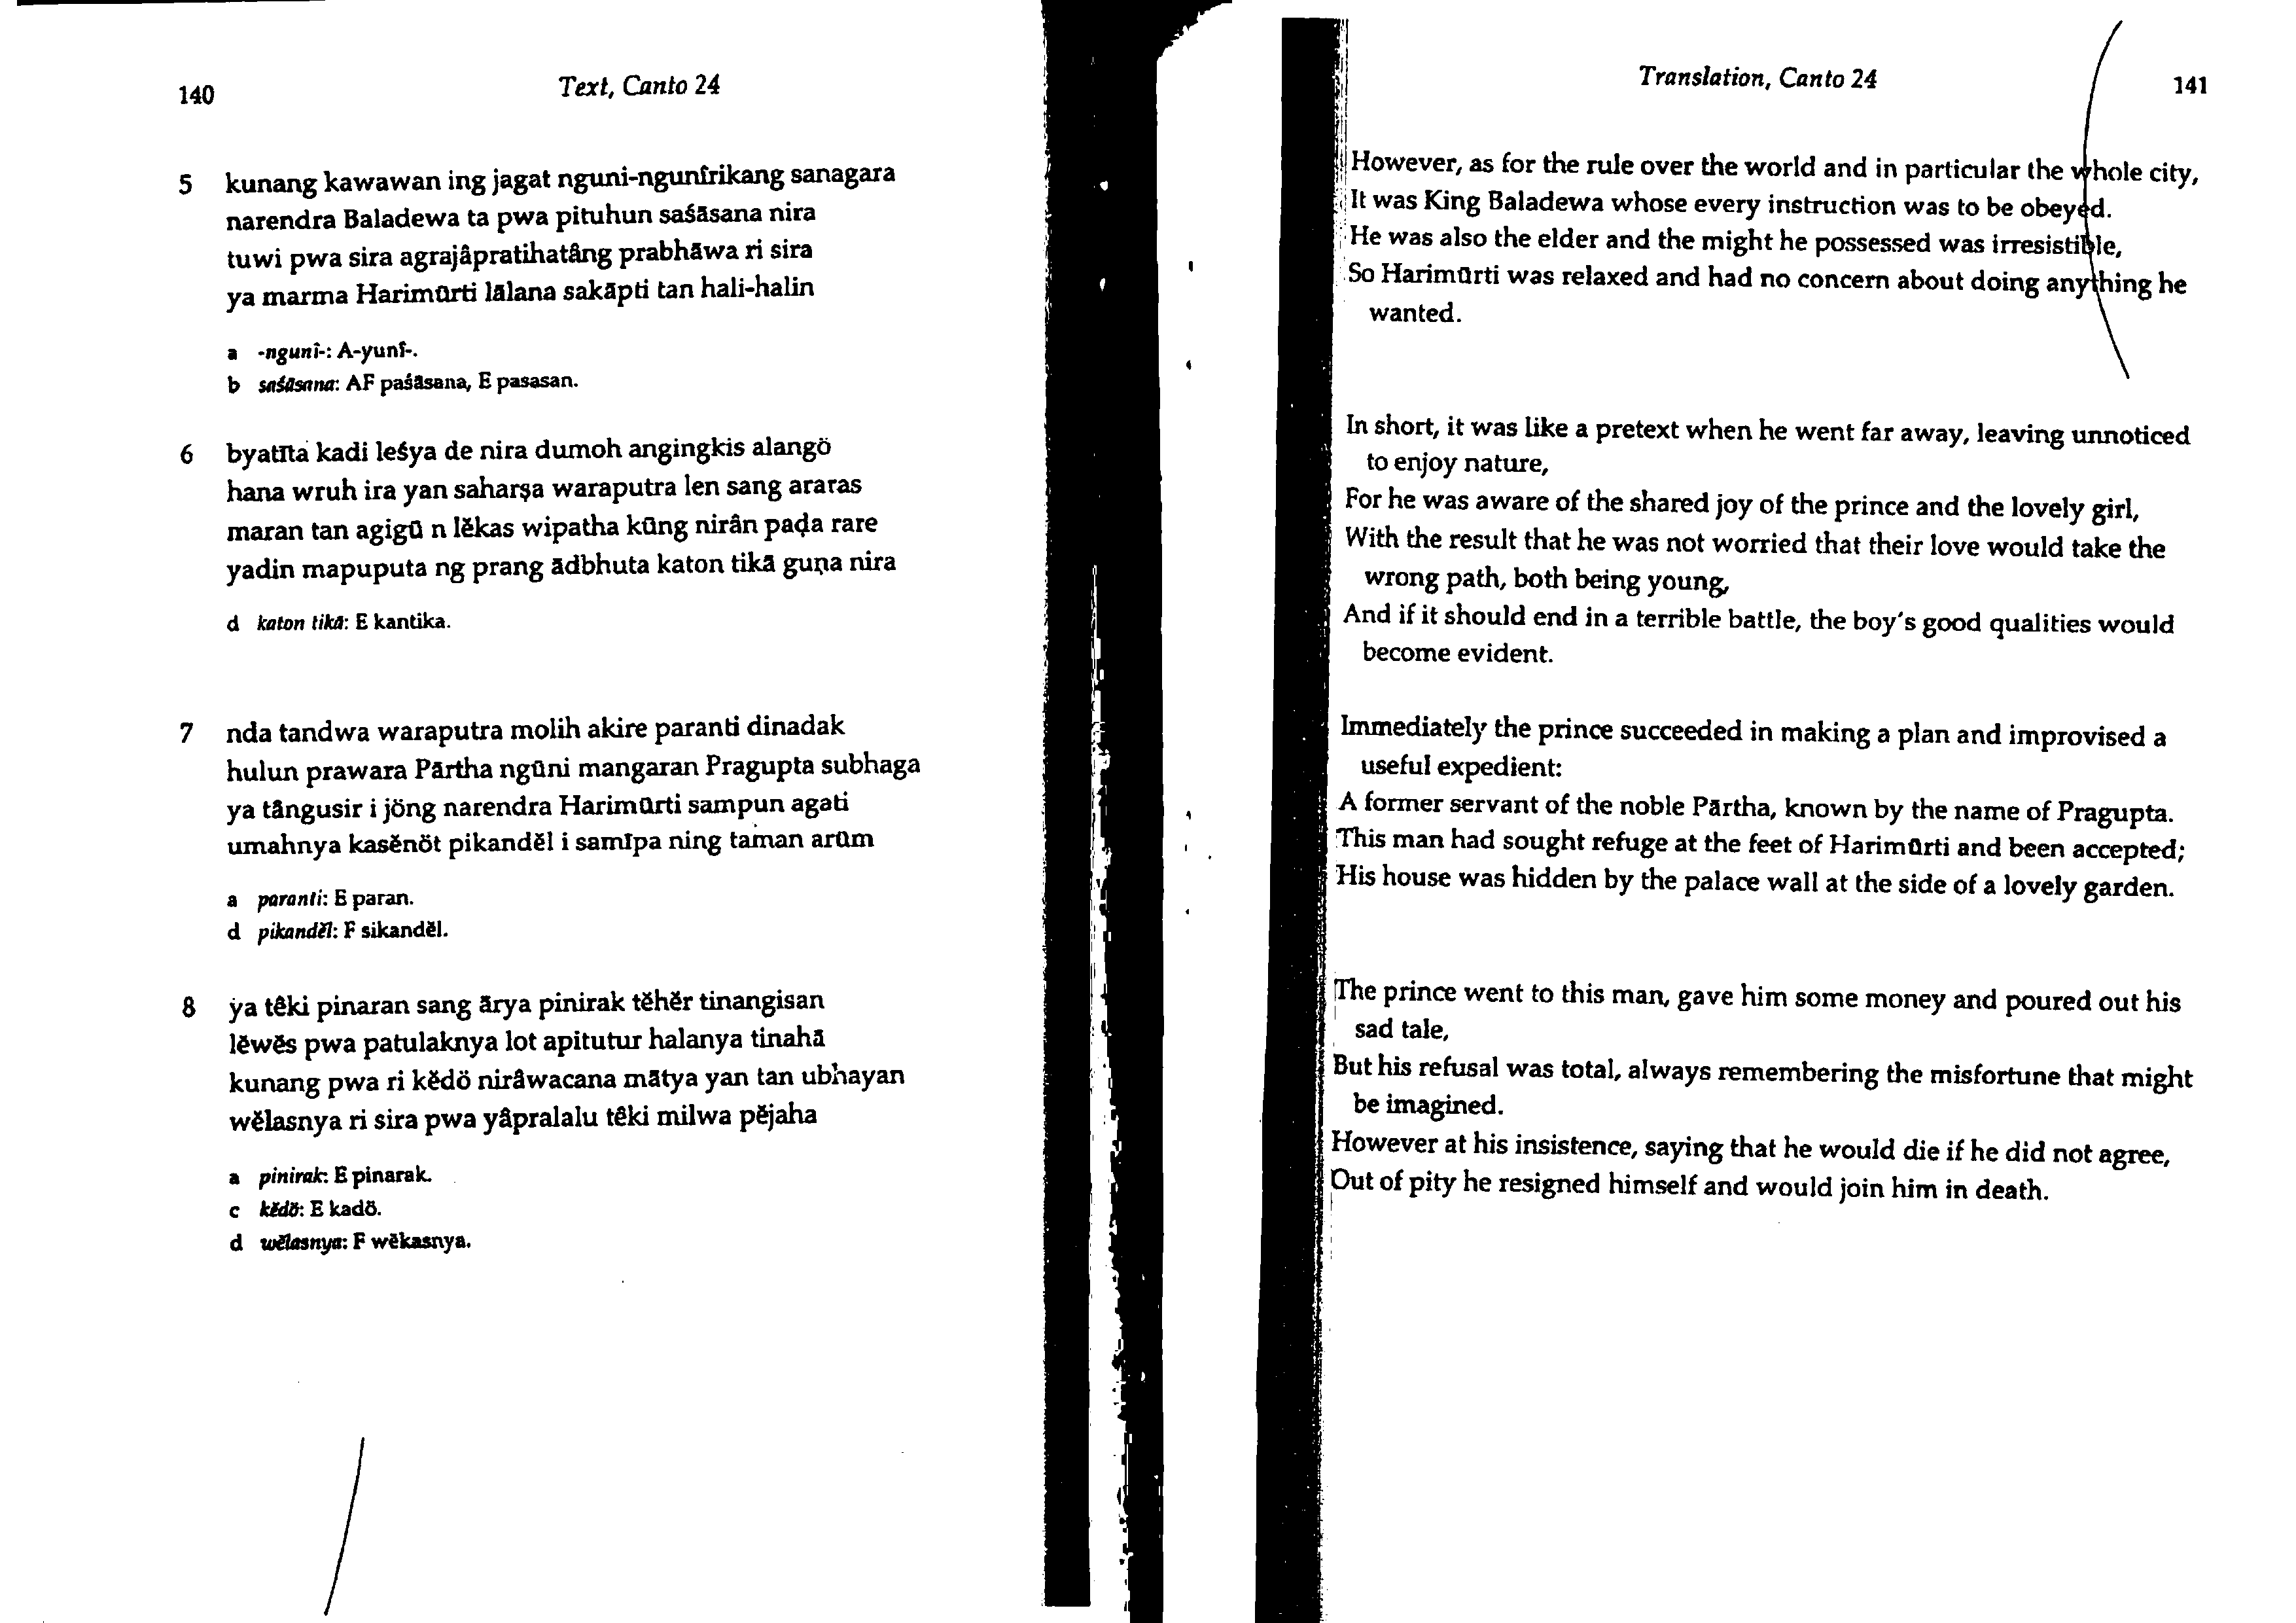 140
Text, Canto 24
5 kunang kawawan ing jagat nguni-ngunîrikang sanagara
narendra Baladewa ta pwa pituhun saśāsana nira
tuwi pwa sira agrajâpratihatâng prabhāwa ri sira
ya marma Harimūrti lālana sakāpti tan hali-halin
a -ngunî-: A-yunî-.
b saśāsana: AF paśāsana, E pasasan.
6 byatīta kadi leśya de nira dumoh angingkis alangö
hana wruh ira yan saharṣa waraputra len sang araras
maran tan agigū n lĕkas wipatha kūng nirân paḍa rare
yadin mapuputa ng prang ādbhuta katon tikā guṇa nira
d katon tikā: E kantika.
7 nda tandwa waraputra molih akire paranti dinadak
hulun prawara Pārtha ngūni mangaran Pragupta subhaga
ya tângusir i jöng narendra Harimūrti sampun agati
umahnya kasĕnöt pikandĕl i samīpa ning taman arūm
a paranti: E paran.
d pikandĕl: F sikandĕl.
8 ya têki pinaran sang ārya pinirak tĕhĕr tinangisan
lĕwĕs pwa patulaknya lot apitutur halanya tinahā
kunang pwa ri kĕdö nirâwacana mātya yan tan ubhayan
wĕlasnya ri sira pwa yâpralalu têki milwa pĕjaha
a pinirak: E pinarak.
c kĕdö: E kadö.
d wĕlasnya: F wĕkasnya.
Translation, Canto 24
141
However, as for the rule over the world and in particular the whole city,
It was King Baladewa whose every instruction was to be obeyed.
He was also the elder and the might he possessed was irresistible,
So Harimūrti was relaxed and had no concern about doing anything he
wanted.
In short, it was like a pretext when he went far away, leaving unnoticed
to enjoy nature,
For he was aware of the shared joy of the prince and the lovely girl,
With the result that he was not worried that their love would take the
wrong path, both being young,
And if it should end in a terrible battle, the boy's good qualities would
become evident.
Immediately the prince succeeded in making a plan and improvised a
useful expedient:
A former servant of the noble Pārtha, known by the name of Pragupta.
This man had sought refuge at the feet of Harimūrti and been accepted;
His house was hidden by the palace wall at the side of a lovely garden.
The prince went to this man, gave him some money and poured out his
sad tale,
But his refusal was total, always remembering the misfortune that might
be imagined.
However at his insistence, saying that he would die if he did not agree,
Out of pity he resigned himself and would join him in death.